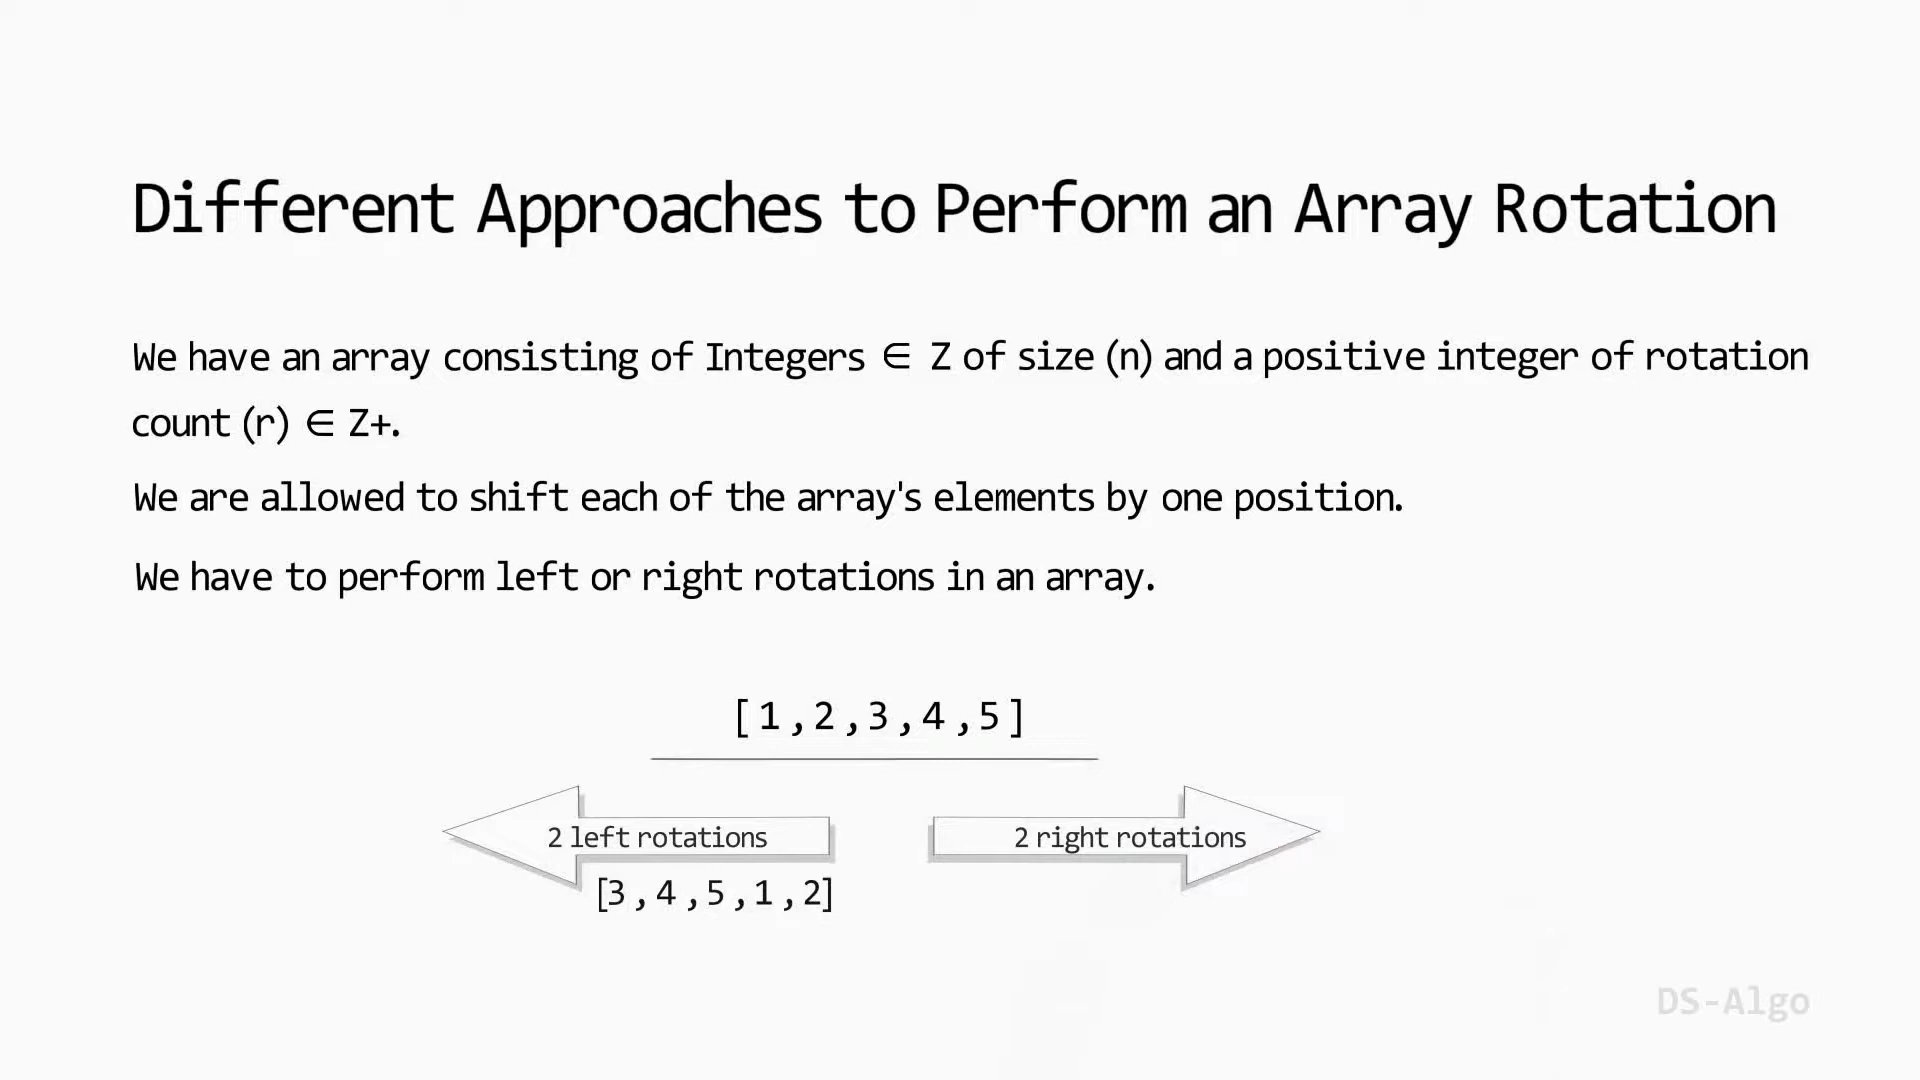 Different Approaches to Perform an Array Rotation
We have an array consisting of Integers ∈ Z of size (n) and a positive integer of rotation
count (r) ∈ Z+.
We are allowed to shift each of the array's elements by one position.
We have to perform left or right rotations in an array.
[1,2,3,4,5]
2 left rotations
2 right rotations
[3,4,5,1,2]
DS-Algo